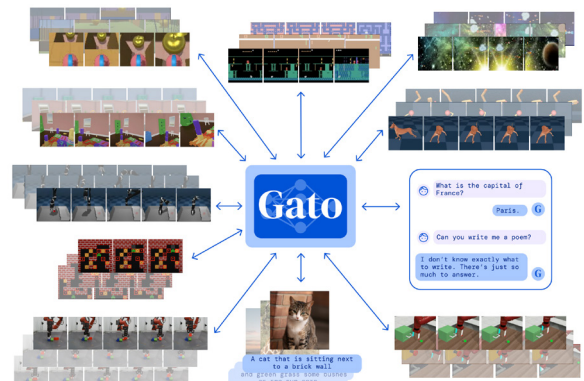 Gato
What is the capital of
France?
Paris.
G
Can you write me a poem?
I don't know exactly what
to write. There's just so
much to answer.
G
A cat that is sitting next
to a brick wall
and green grass some bushes